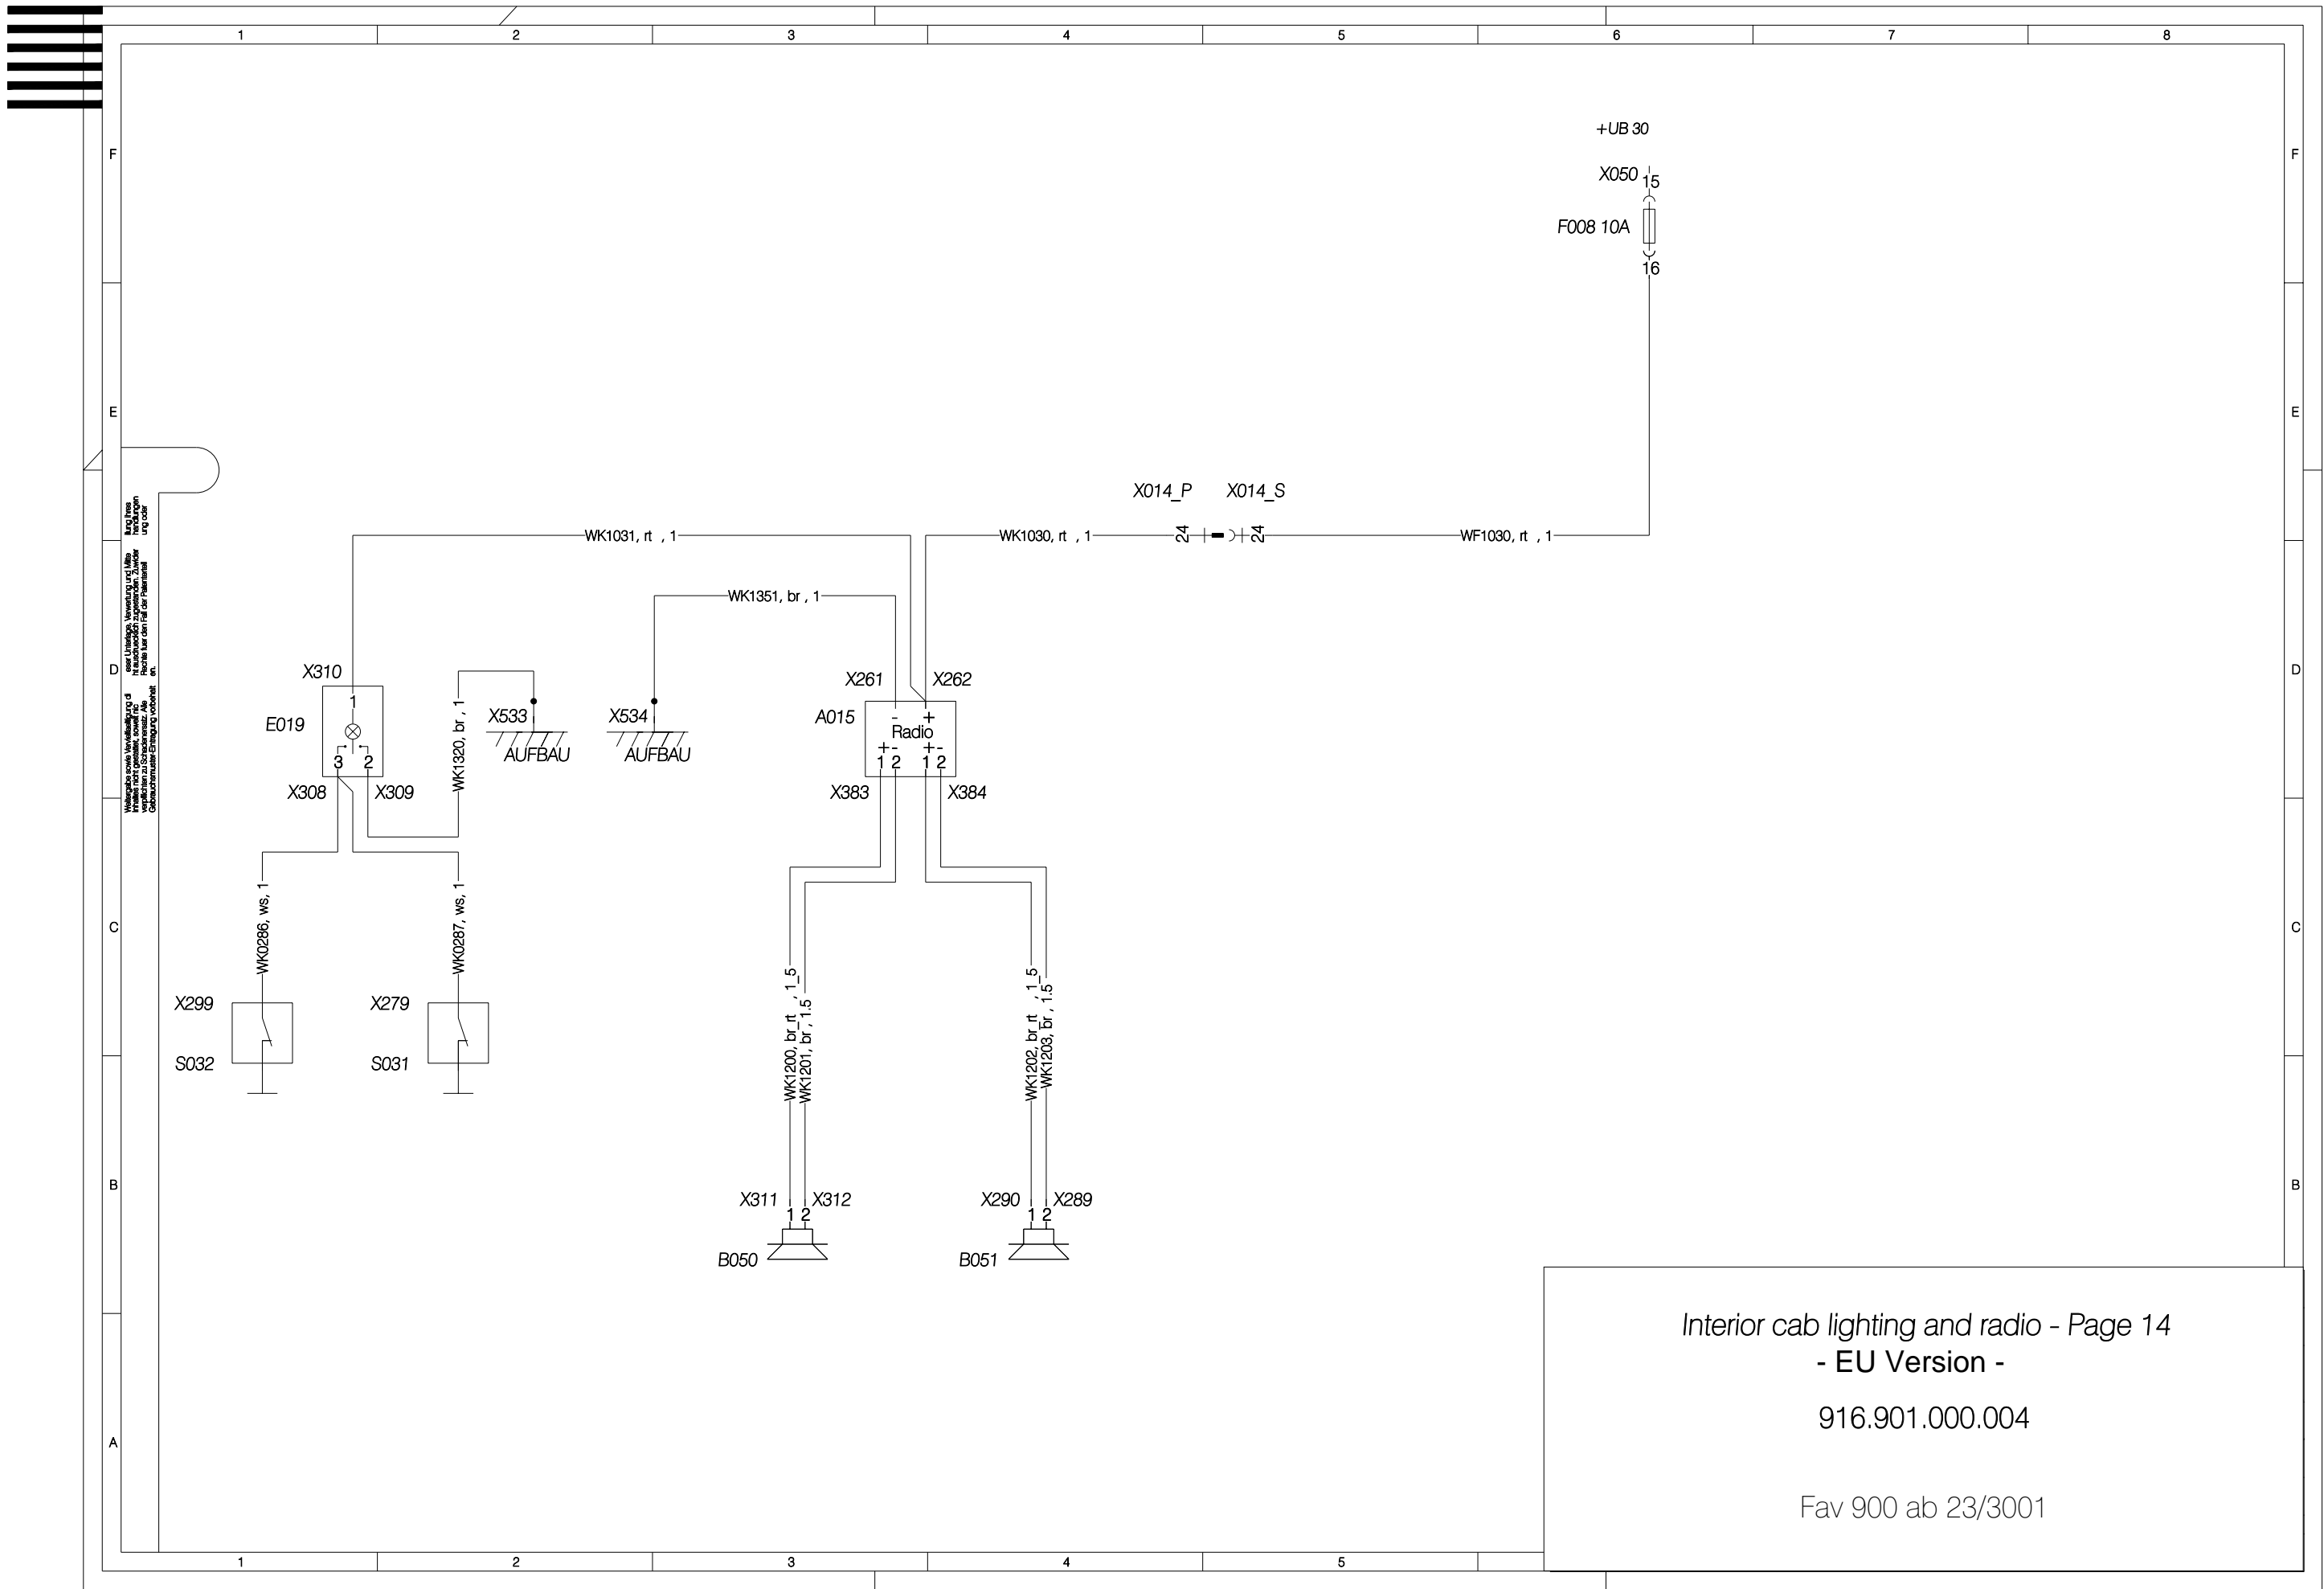 1 2 3 4 5 6 7 8
+UB 30
F F
X050 15
F008 10A
16
E E
X014_P X014_S
WK1031, rt , 1 WK1030, rt , 1 24 24 WF1030, rt , 1
WK1351, br , 1
D D
X310 X261 X262
1
E019 X533 X534 A015 - +
Radio
AUFBAU AUFBAU
+- +-
3 2 1 2 1 2
WK1320, br , 1
X308 X309 X383 X384
C C
WK0286, ws, 1
WK0287, ws, 1
WK1200, br_rt , 1_5
WK1201, br , 1.5
WK1202, br_rt , 1_5
WK1203, br , 1.5
X299 X279
S032 S031
B B
X311 X312 X290 X289
1 2 1 2
B050 B051
Interior cab lighting and radio - Page 14
- EU Version -
916.901.000.004
A
Fav 900 ab 23/3001
1 2 3 4 5